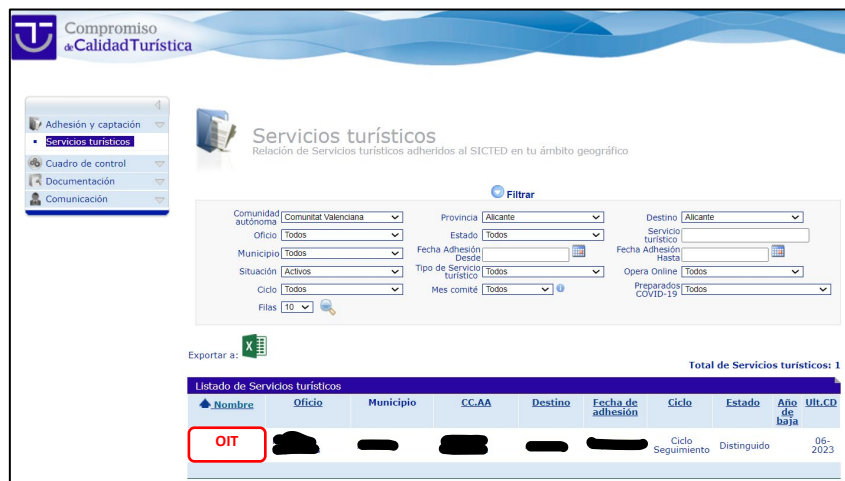 Compromiso
de CalidadTurística
Adhesión y captación
Servicios turísticos
Cuadro de control
Documentación
Comunicación
Servicios turísticos
Relación de Servicios turísticos adheridos al SICTED en tu ámbito geográfico
Filtrar
Comunidad autónoma Comunitat Valenciana Provincia Alicante Destino Alicante
Oficio Todos Estado Todos Servicio turístico
Municipio Todos Fecha Adhesión Desde Fecha Adhesión Hasta
Situación Activos Tipo de Servicio turístico Todos Opera Online Todos
Ciclo Todos Mes comité Todos Preparados COVID-19 Todos
Filas 10
Exportar a:
Total de Servicios turísticos: 1
Listado de Servicios turísticos
Nombre Oficio Municipio CC.AA Destino Fecha de adhesión Ciclo Estado Año de baja Ult.CD
OIT Ciclo Seguimiento Distinguido 06-2023